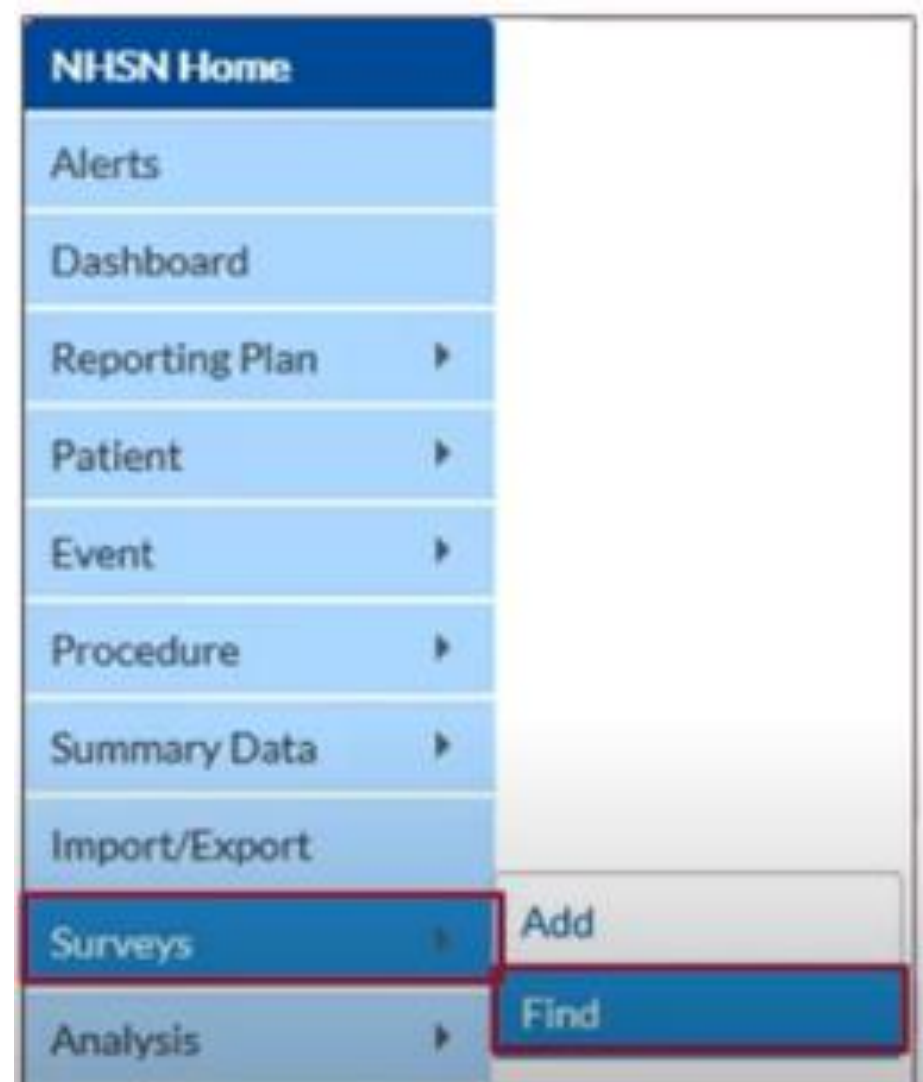 NHSN Home
Alerts
Dashboard
Reporting Plan
Patient
Event
Procedure
Summary Data
Import/Export
Surveys
Add
Find
Analysis